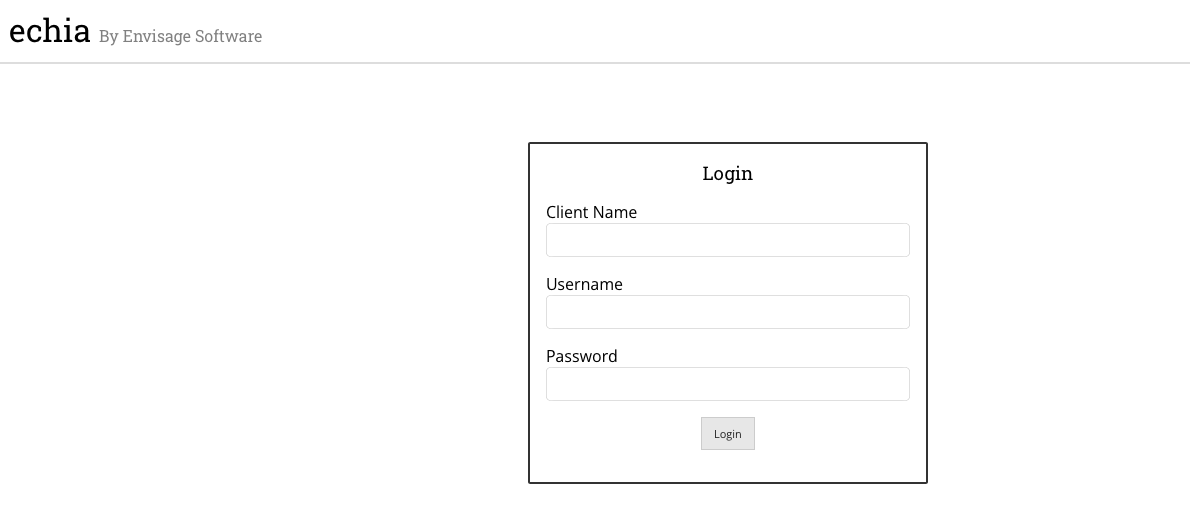 echia By Envisage Software
Login
Client Name
Username
Password
Login